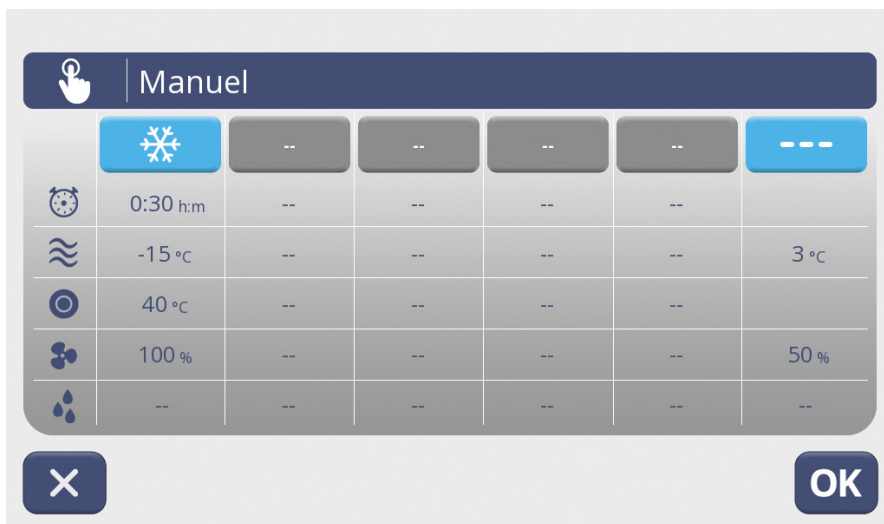 Manuel
-- -- -- -- ---
0:30 h:m -- -- -- --
-15 °C -- -- -- -- 3 °C
40 °C -- -- -- --
100 % -- -- -- -- 50 %
-- -- -- -- -- --
OK